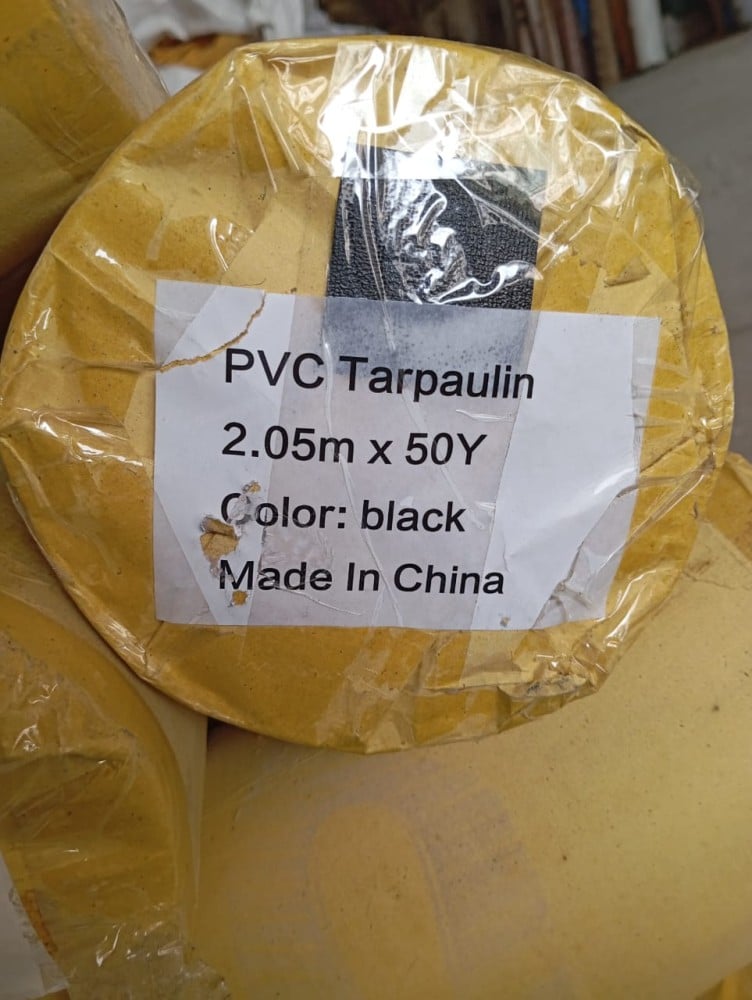 PVC Tarpaulin
2.05m x 50Y
Color: black
Made In China